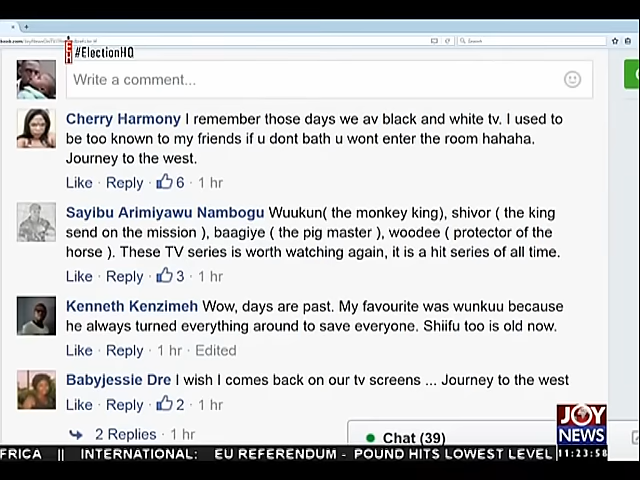 #ElectionHQ
Search
Write a comment...
Cherry Harmony I remember those days we av black and white tv. I used to
be too known to my friends if u dont bath u wont enter the room hahaha.
Journey to the west.
Like · Reply · 6 · 1 hr
Sayibu Arimiyawu Nambogu Wuukun( the monkey king), shivor ( the king
send on the mission ), baagiye ( the pig master ), woodee ( protector of the
horse ). These TV series is worth watching again, it is a hit series of all time.
Like · Reply · 3 · 1 hr
Kenneth Kenzimeh Wow, days are past. My favourite was wunkuu because
he always turned everything around to save everyone. Shiifu too is old now.
Like · Reply · 1 hr · Edited
Babyjessie Dre I wish I comes back on our tv screens ... Journey to the west
Like · Reply · 2 · 1 hr
2 Replies · 1 hr
Chat (39)
JOY
NEWS
FRICA || INTERNATIONAL: EU REFERENDUM - POUND HITS LOWEST LEVEL
11:23:58